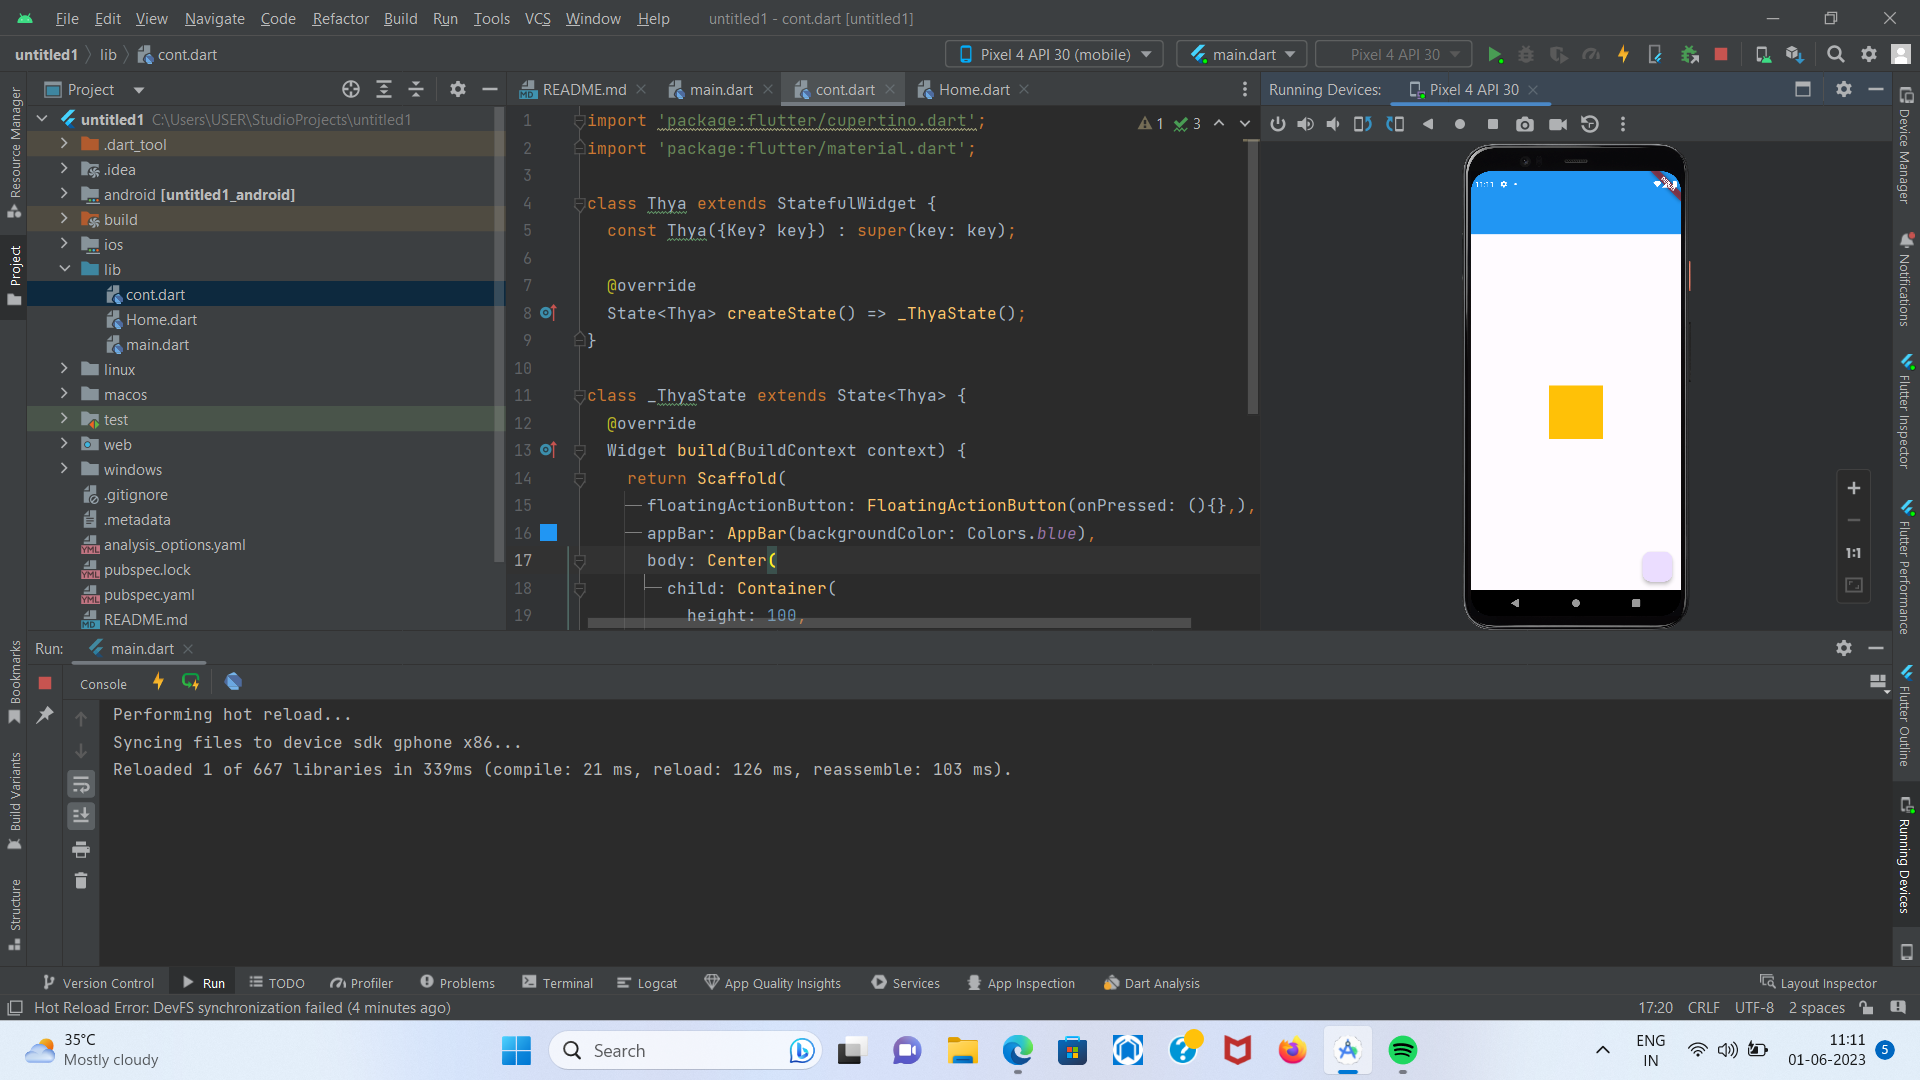 File Edit View Navigate Code Refactor Build Run Tools VCS Window Help untitled1 - cont.dart [untitled1]
untitled1 lib cont.dart Pixel 4 API 30 (mobile) main.dart Pixel 4 API 30
Resource Manager
Project
Bookmarks
Build Variants
Structure
Project
untitled1 C:\Users\USER\StudioProjects\untitled1
.dart_tool
.idea
android [untitled1_android]
build
ios
lib
cont.dart
Home.dart
main.dart
linux
macos
test
web
windows
.gitignore
.metadata
analysis_options.yaml
pubspec.lock
pubspec.yaml
README.md
README.md main.dart cont.dart Home.dart
1 3
1 import 'package:flutter/cupertino.dart';
2 import 'package:flutter/material.dart';
3
4 class Thya extends StatefulWidget {
5 const Thya({Key? key}) : super(key: key);
6
7 @override
8 State<Thya> createState() => _ThyaState();
9 }
10
11 class _ThyaState extends State<Thya> {
12 @override
13 Widget build(BuildContext context) {
14 return Scaffold(
15 floatingActionButton: FloatingActionButton(onPressed: (){},),
16 appBar: AppBar(backgroundColor: Colors.blue),
17 body: Center(
18 child: Container(
19 height: 100,
Running Devices: Pixel 4 API 30
11:11
1:1
Device Manager
Notifications
Flutter Inspector
Flutter Performance
Flutter Outline
Running Devices
Run: main.dart
Console
Performing hot reload...
Syncing files to device sdk gphone x86...
Reloaded 1 of 667 libraries in 339ms (compile: 21 ms, reload: 126 ms, reassemble: 103 ms).
Version Control Run TODO Profiler Problems Terminal Logcat App Quality Insights Services App Inspection Dart Analysis Layout Inspector
Hot Reload Error: DevFS synchronization failed (4 minutes ago) 17:20 CRLF UTF-8 2 spaces
35°C
Mostly cloudy
Search
ENG
IN
11:11
01-06-2023
5